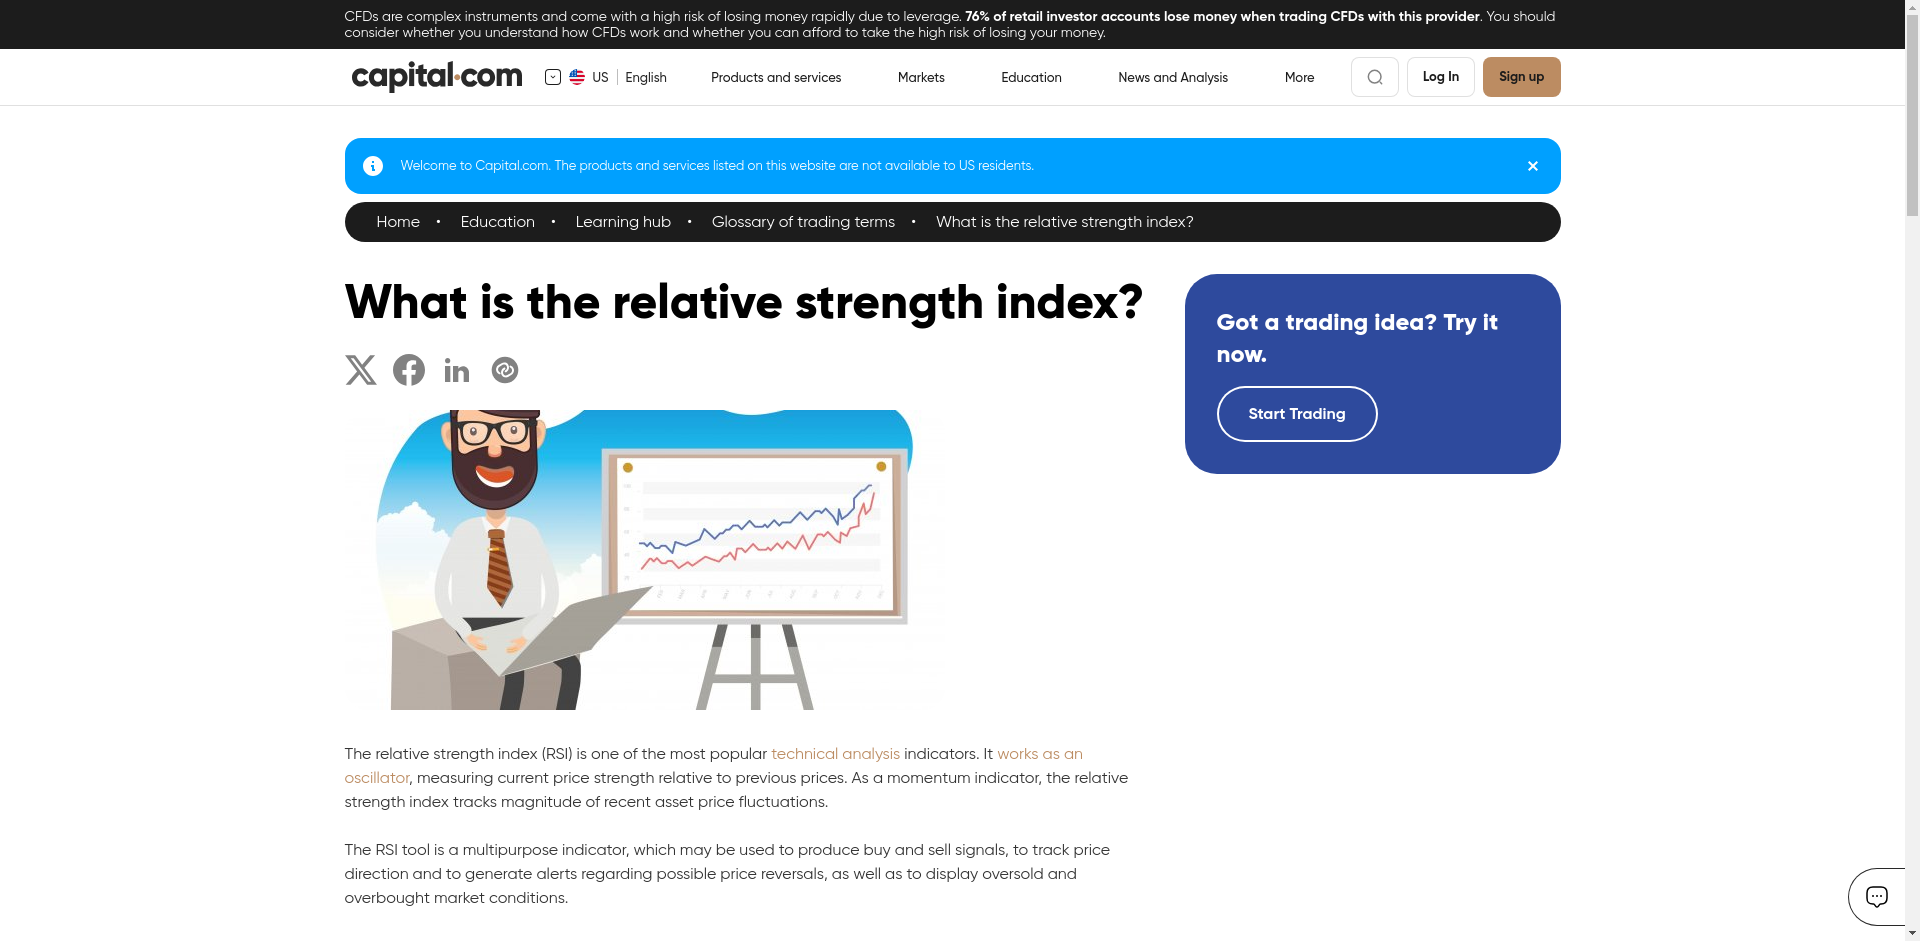 CFDs are complex instruments and come with a high risk of losing money rapidly due to leverage. 76% of retail investor accounts lose money when trading CFDs with this provider. You should
consider whether you understand how CFDs work and whether you can afford to take the high risk of losing your money.
capital.com
US English
Products and services
Markets
Education
News and Analysis
More
Log In
Sign up
Welcome to Capital.com. The products and services listed on this website are not available to US residents.
Home • Education • Learning hub • Glossary of trading terms • What is the relative strength index?
What is the relative strength index?
Got a trading idea? Try it
now.
Start Trading
The relative strength index (RSI) is one of the most popular technical analysis indicators. It works as an
oscillator, measuring current price strength relative to previous prices. As a momentum indicator, the relative
strength index tracks magnitude of recent asset price fluctuations.
The RSI tool is a multipurpose indicator, which may be used to produce buy and sell signals, to track price
direction and to generate alerts regarding possible price reversals, as well as to display oversold and
overbought market conditions.